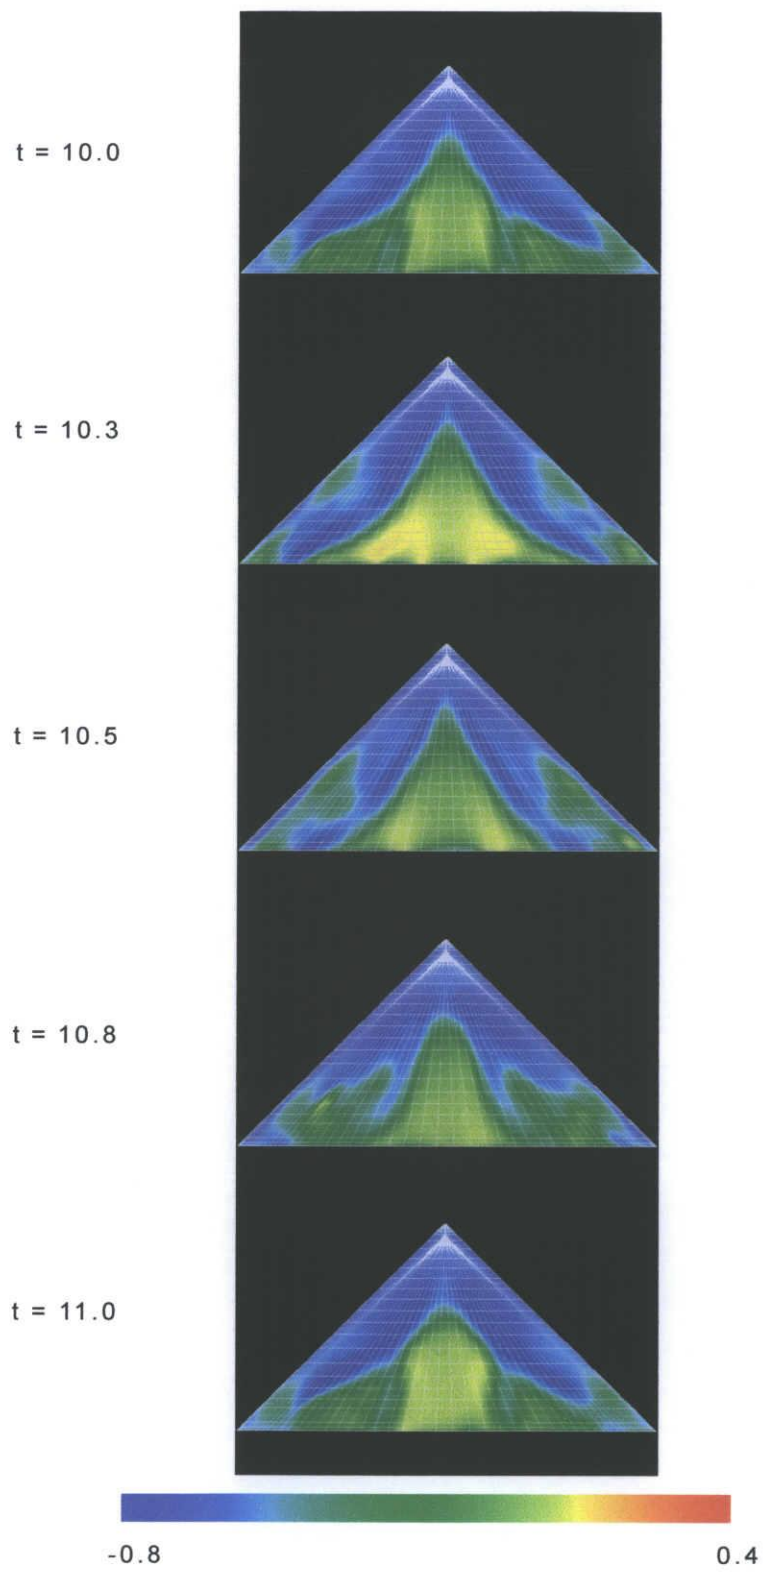 t = 10.0
t = 10.3
t = 10.5
t = 10.8
t = 11.0
-0.8
0.4